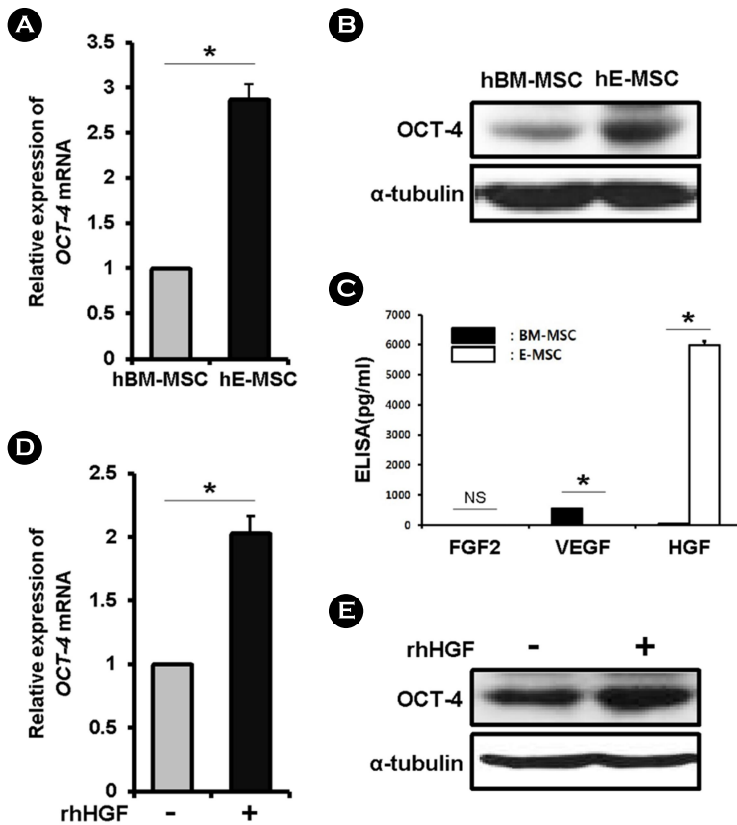 A
Relative expression of
OCT-4 mRNA
3.5
3
2.5
2
1.5
1
0.5
0
*
hBM-MSC hE-MSC
B
hBM-MSC hE-MSC
OCT-4
α-tubulin
C
ELISA(pg/ml)
7000
6000
5000
4000
3000
2000
1000
0
: BM-MSC
: E-MSC
NS
*
*
FGF2 VEGF HGF
D
Relative expression of
OCT-4 mRNA
2.5
2
1.5
1
0.5
0
*
rhHGF - +
E
rhHGF - +
OCT-4
α-tubulin